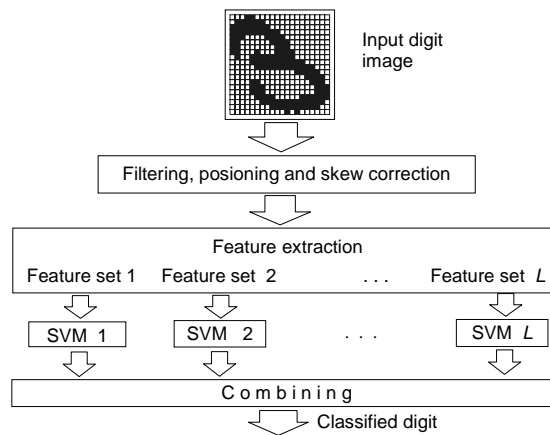 Input digit
image
Filtering, posioning and skew correction
Feature extraction
Feature set 1 Feature set 2 . . . Feature set L
SVM 1 SVM 2 . . . SVM L
Combining
Classified digit